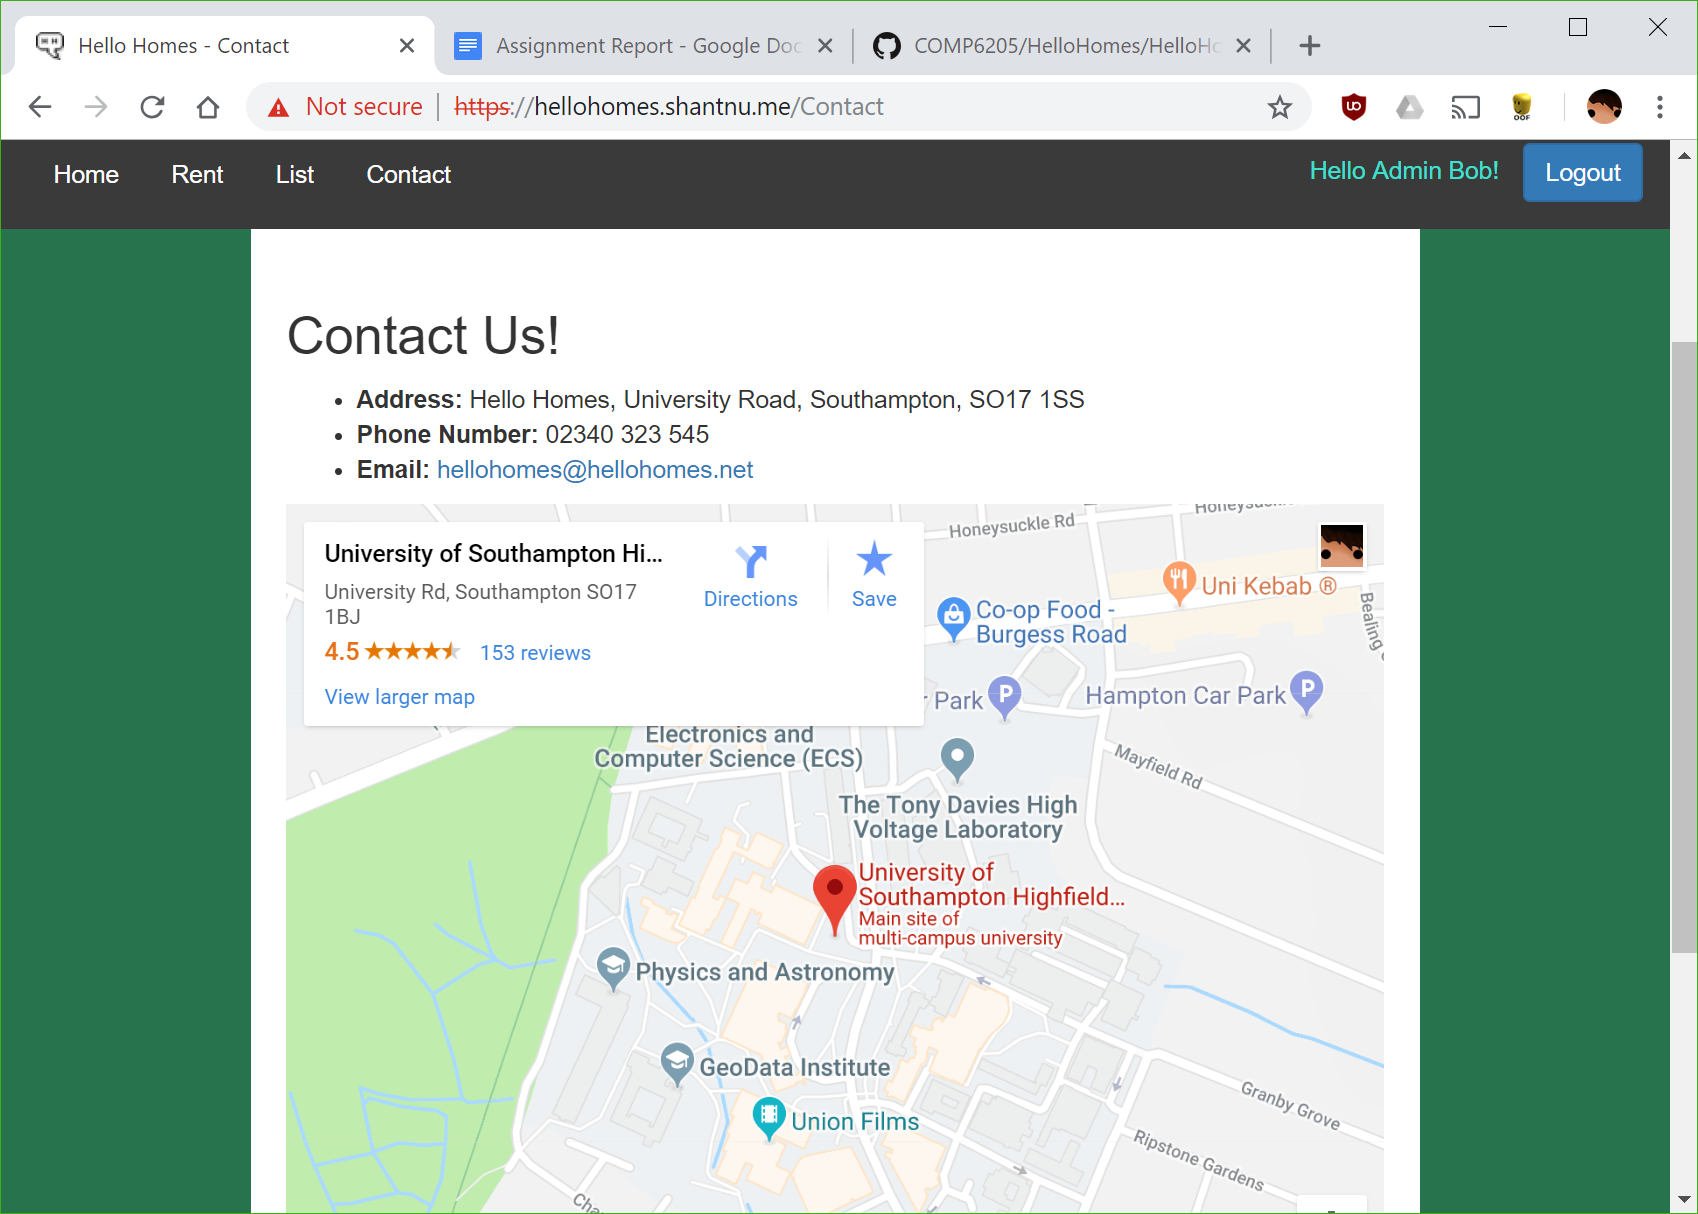 Hello Homes - Contact
Assignment Report - Google Doc
COMP6205/HelloHomes/HelloHo
Not secure
https://hellohomes.shantnu.me/Contact
OOF
Home
Rent
List
Contact
Hello Admin Bob!
Logout
Contact Us!
Address: Hello Homes, University Road, Southampton, SO17 1SS
Phone Number: 02340 323 545
Email: hellohomes@hellohomes.net
University of Southampton Hi...
University Rd, Southampton SO17
1BJ
4.5
153 reviews
View larger map
Directions
Save
Honeysuckle Rd
Honeysuckle
Uni Kebab ®
Co-op Food -
Burgess Road
Bealing
Park
P
Hampton Car Park
P
Electronics and
Computer Science (ECS)
Mayfield Rd
The Tony Davies High
Voltage Laboratory
University of
Southampton Highfield...
Main site of
multi-campus university
Physics and Astronomy
GeoData Institute
Granby Grove
Union Films
Ripstone Gardens